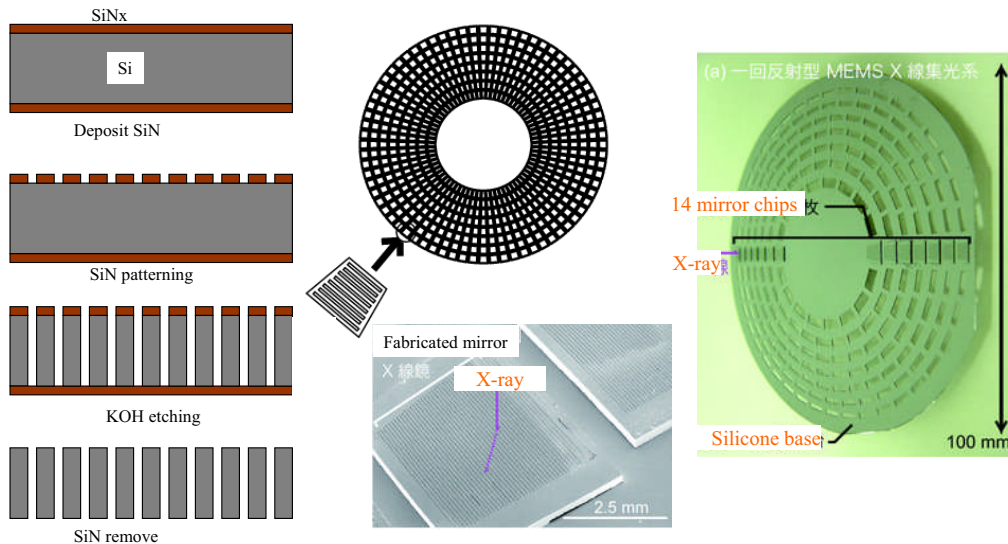 SiNx
Si
Deposit SiN
SiN patterning
KOH etching
SiN remove
Fabricated mirror
X 線鏡
X-ray
2.5 mm
(a) 一回反射型 MEMS X 線集光系
14 mirror chips
枚
X-ray
Silicone base
100 mm